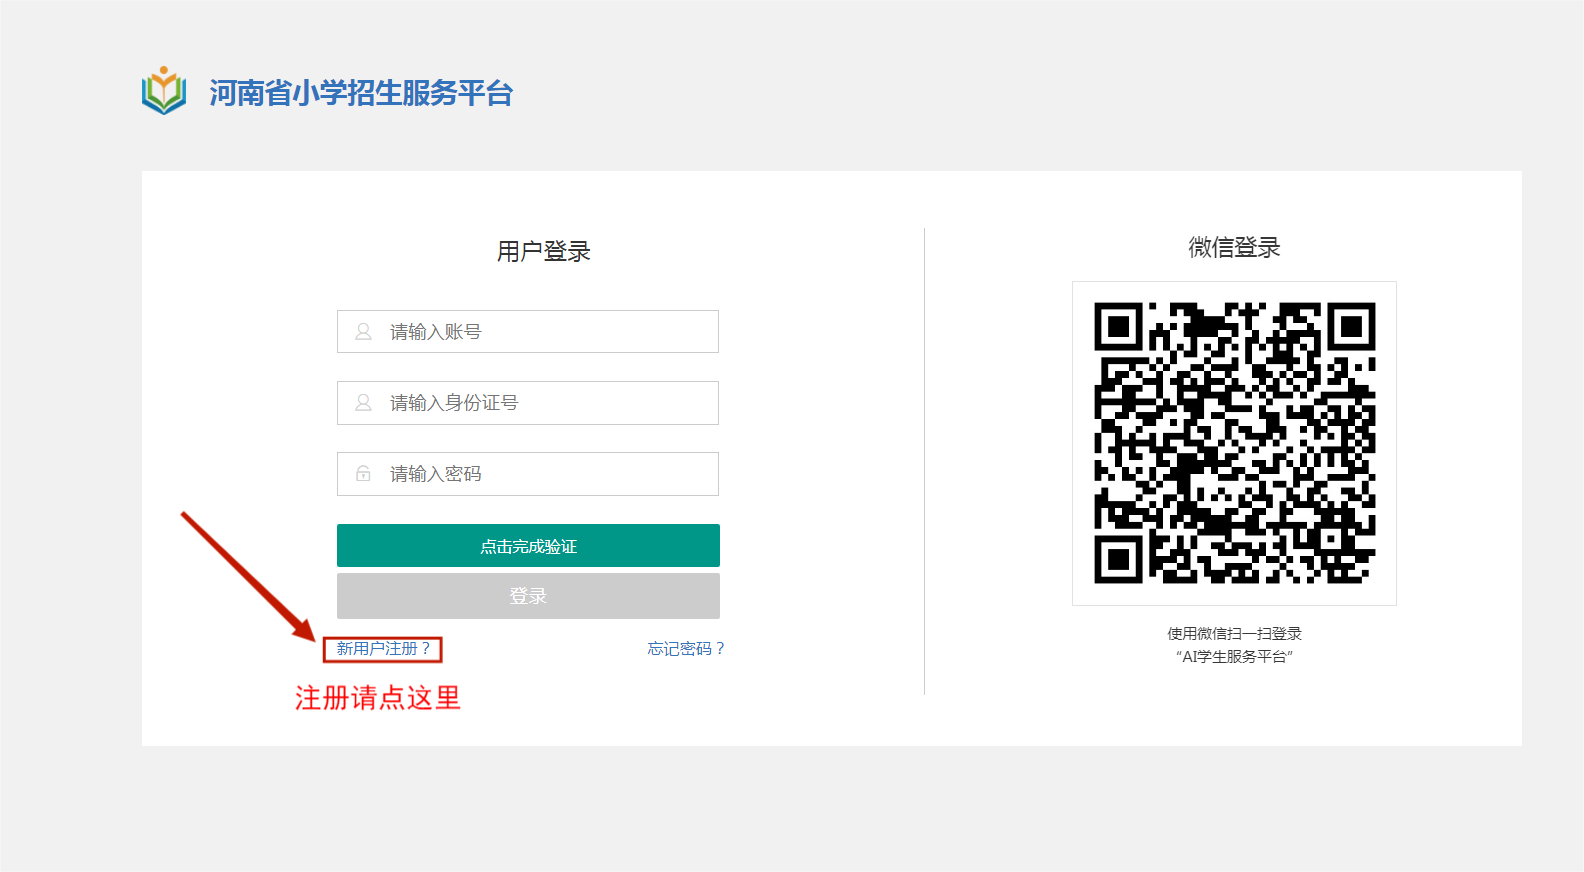 河南省小学招生服务平台
用户登录
请输入账号
请输入身份证号
请输入密码
点击完成验证
登录
新用户注册？
忘记密码？
注册请点这里
微信登录
使用微信扫一扫登录
“AI学生服务平台”